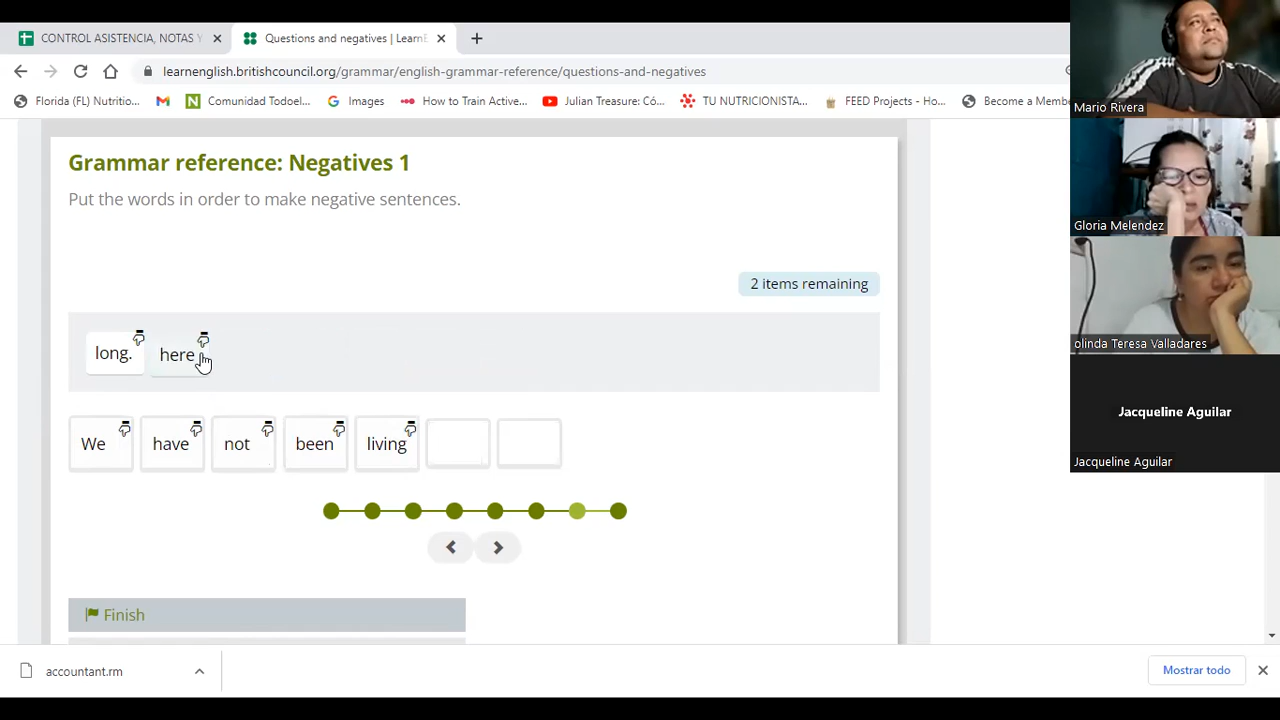 CONTROL ASISTENCIA, NOTAS Y
Questions and negatives | LearnE
learnenglish.britishcouncil.org/grammar/english-grammar-reference/questions-and-negatives
Florida (FL) Nutritio...
Comunidad Todoel...
Images
How to Train Active...
Julian Treasure: Có...
TU NUTRICIONISTA...
FEED Projects - Ho...
Become a Membe
Mario Rivera
Grammar reference: Negatives 1
Put the words in order to make negative sentences.
Gloria Melendez
2 items remaining
olinda Teresa Valladares
long. here
Jacqueline Aguilar
We have not been living
Jacqueline Aguilar
Finish
accountant.rm
Mostrar todo